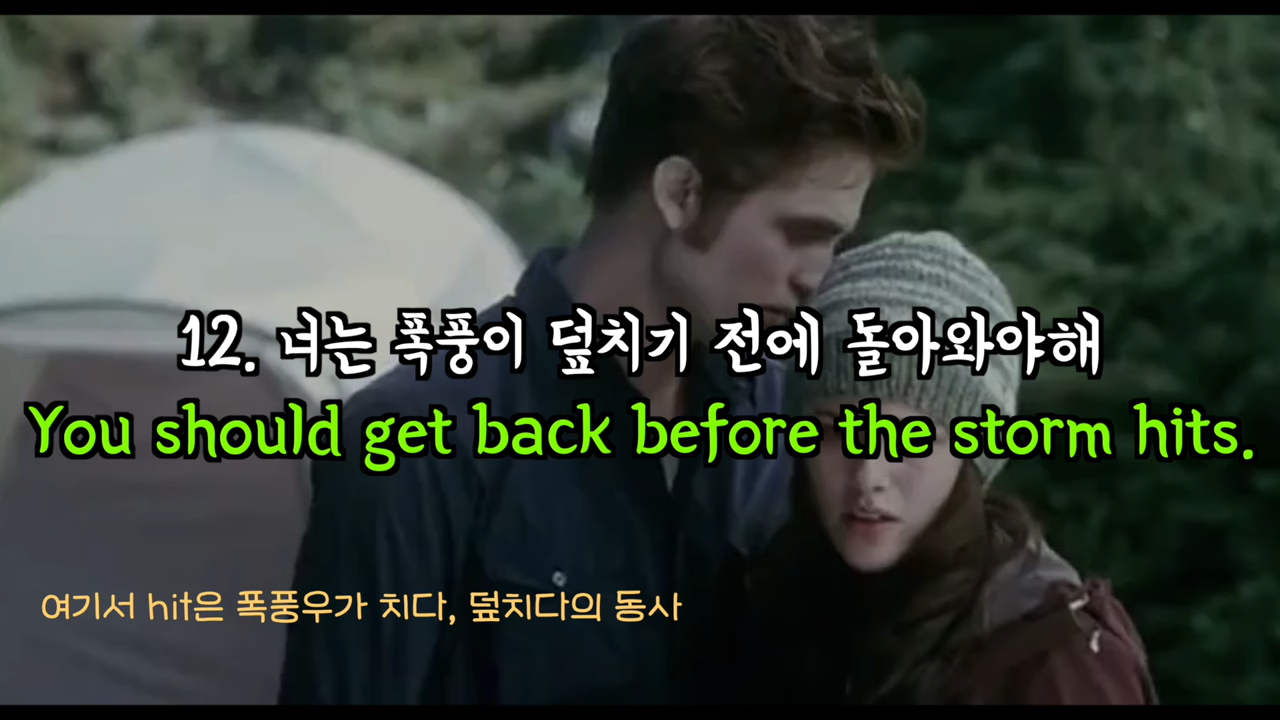 12. 너는 폭풍이 덮치기 전에 돌아와야해
You should get back before the storm hits.
여기서 hit은 폭풍우가 치다, 덮치다의 동사